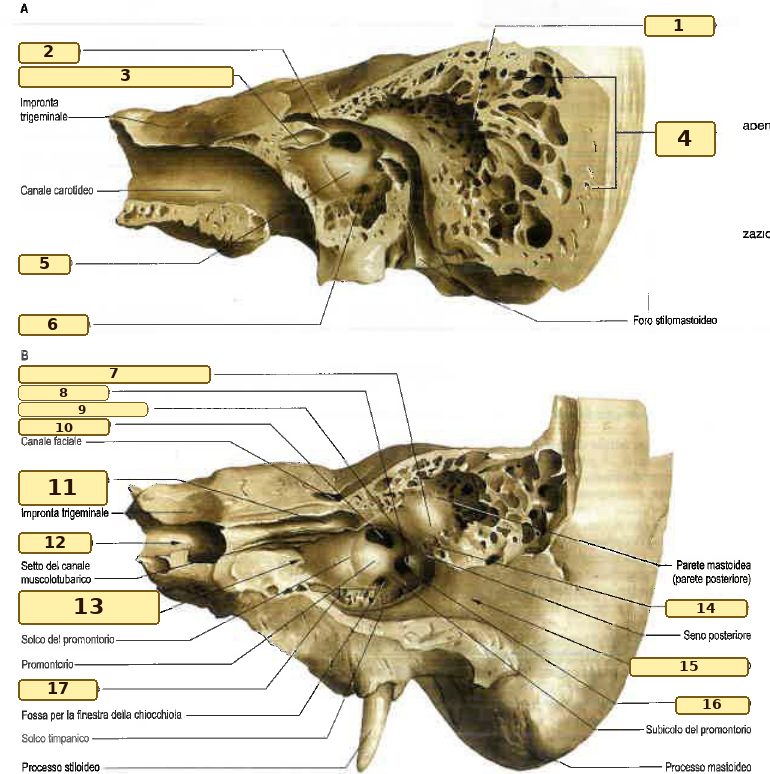 A
1
2
3
Impronta
trigeminale
4
Canale carotideo
5
6
Foro stilomastoideo
B
7
8
9
10
Canale faciale
11
Impronta trigeminale
12
Setto dei canale
muscolotubarico
Parete mastoidea
(parete posteriore)
13
14
Solco del promontorio
Seno posteriore
Promontorio
15
17
16
Fossa per la finestra della chiocchiola
Subicolo del promontorio
Solco timpanico
Processo stiloideo
Processo mastoideo